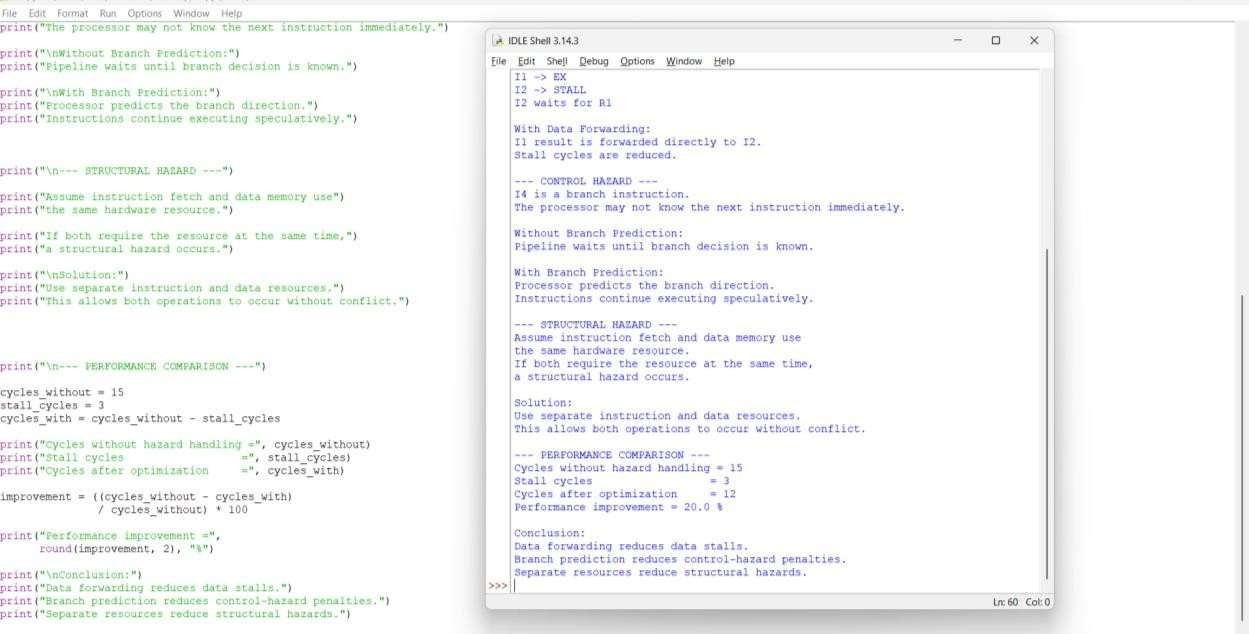 File Edit Format Run Options Window Help
print("The processor may not know the next instruction immediately.")
print("\nWithout Branch Prediction:")
print("Pipeline waits until branch decision is known.")
print("\nWith Branch Prediction:")
print("Processor predicts the branch direction.")
print("Instructions continue executing speculatively.")
print("\n--- STRUCTURAL HAZARD ---")
print("Assume instruction fetch and data memory use")
print("the same hardware resource.")
print("If both require the resource at the same time,")
print("a structural hazard occurs.")
print("\nSolution:")
print("Use separate instruction and data resources.")
print("This allows both operations to occur without conflict.")
print("\n--- PERFORMANCE COMPARISON ---")
cycles_without = 15
stall_cycles = 3
cycles_with = cycles_without - stall_cycles
print("Cycles without hazard handling =", cycles_without)
print("Stall cycles                  =", stall_cycles)
print("Cycles after optimization     =", cycles_with)
improvement = ((cycles_without - cycles_with)
/ cycles_without) * 100
print("Performance improvement =",
round(improvement, 2), "%")
print("\nConclusion:")
print("Data forwarding reduces data stalls.")
print("Branch prediction reduces control-hazard penalties.")
print("Separate resources reduce structural hazards.")
IDLE Shell 3.14.3
File Edit Shell Debug Options Window Help
I1 -> EX
I2 -> STALL
I2 waits for R1
With Data Forwarding:
I1 result is forwarded directly to I2.
Stall cycles are reduced.
--- CONTROL HAZARD ---
I4 is a branch instruction.
The processor may not know the next instruction immediately.
Without Branch Prediction:
Pipeline waits until branch decision is known.
With Branch Prediction:
Processor predicts the branch direction.
Instructions continue executing speculatively.
--- STRUCTURAL HAZARD ---
Assume instruction fetch and data memory use
the same hardware resource.
If both require the resource at the same time,
a structural hazard occurs.
Solution:
Use separate instruction and data resources.
This allows both operations to occur without conflict.
--- PERFORMANCE COMPARISON ---
Cycles without hazard handling = 15
Stall cycles                  = 3
Cycles after optimization     = 12
Performance improvement = 20.0 %
Conclusion:
Data forwarding reduces data stalls.
Branch prediction reduces control-hazard penalties.
Separate resources reduce structural hazards.
>>>
Ln: 60 Col: 0